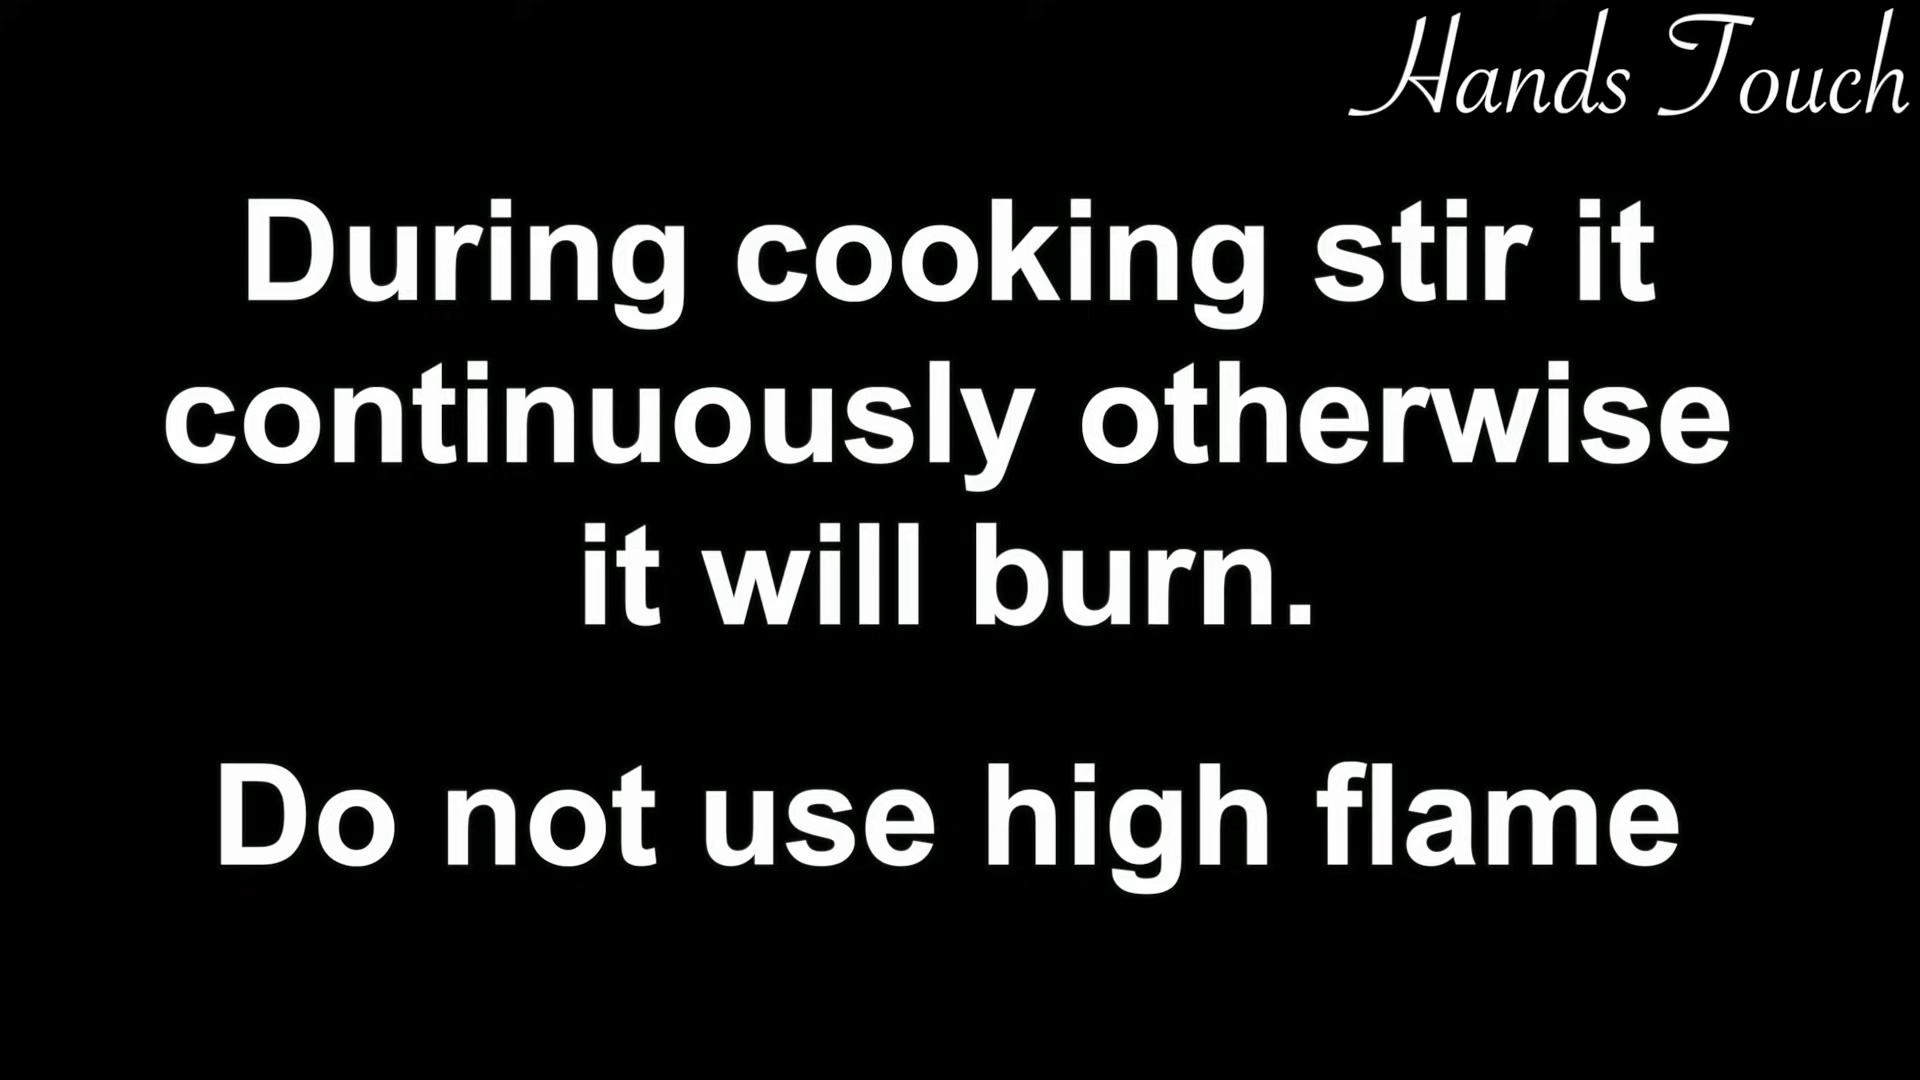 Hands Touch
During cooking stir it
continuously otherwise
it will burn.
Do not use high flame